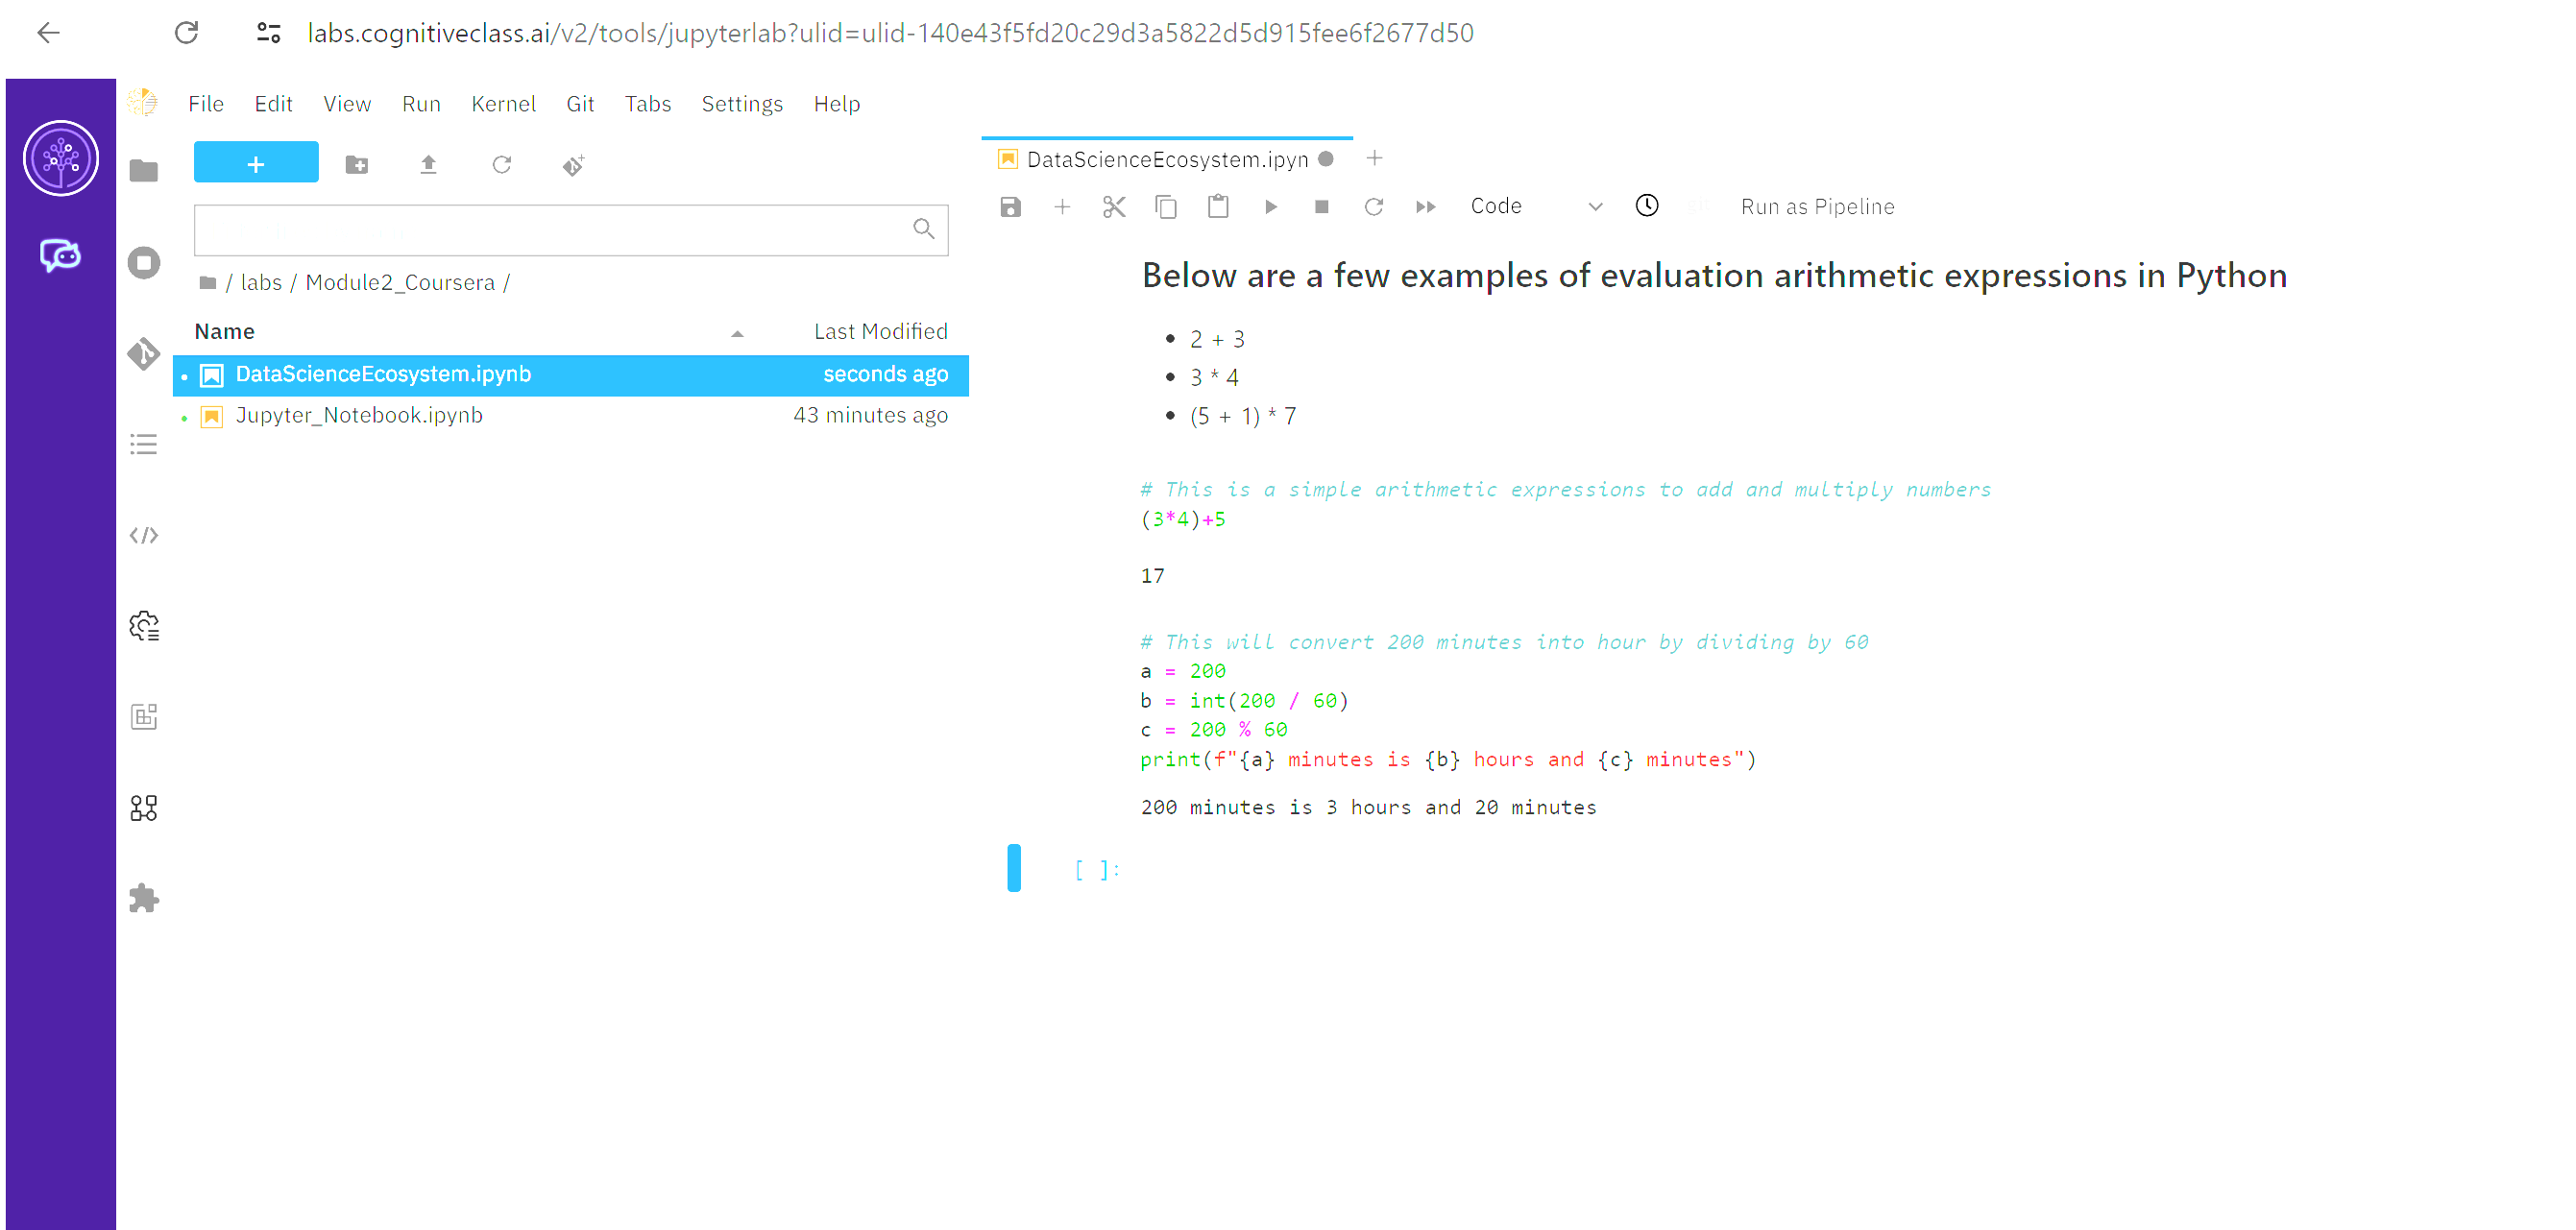 labs.cognitiveclass.ai/v2/tools/jupyterlab?ulid=ulid-140e43f5fd20c29d3a5822d5d915fee6f2677d50
File Edit View Run Kernel Git Tabs Settings Help
DataScienceEcosystem.ipyn
Code Run as Pipeline
/ labs / Module2_Coursera /
Name Last Modified
DataScienceEcosystem.ipynb seconds ago
Jupyter_Notebook.ipynb 43 minutes ago
Below are a few examples of evaluation arithmetic expressions in Python
• 2 + 3
• 3 * 4
• (5 + 1) * 7
# This is a simple arithmetic expressions to add and multiply numbers
(3*4)+5
17
# This will convert 200 minutes into hour by dividing by 60
a = 200
b = int(200 / 60)
c = 200 % 60
print(f"{a} minutes is {b} hours and {c} minutes")
200 minutes is 3 hours and 20 minutes
[ ]: